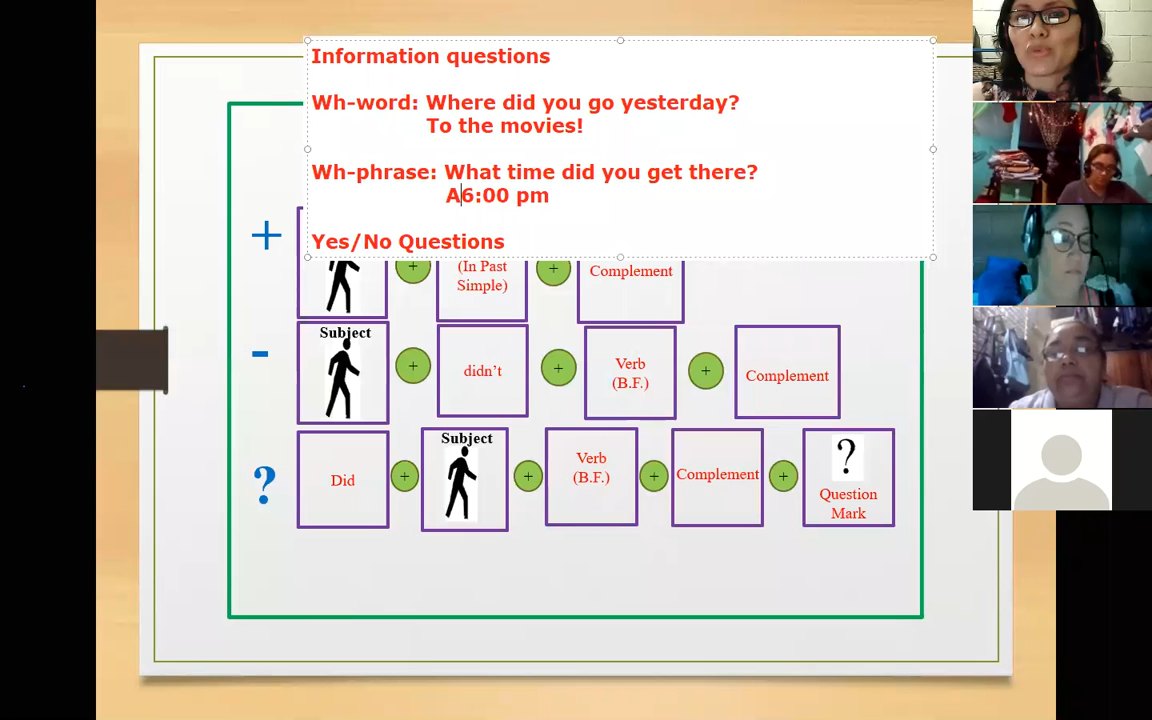 Information questions
Wh-word: Where did you go yesterday?
To the movies!
Wh-phrase: What time did you get there?
A6:00 pm
Yes/No Questions
+
+
(In Past
Simple)
+
Complement
-
Subject
+
didn't
+
Verb
(B.F.)
+
Complement
?
Did
+
Subject
+
Verb
(B.F.)
+
Complement
+
?
Question
Mark